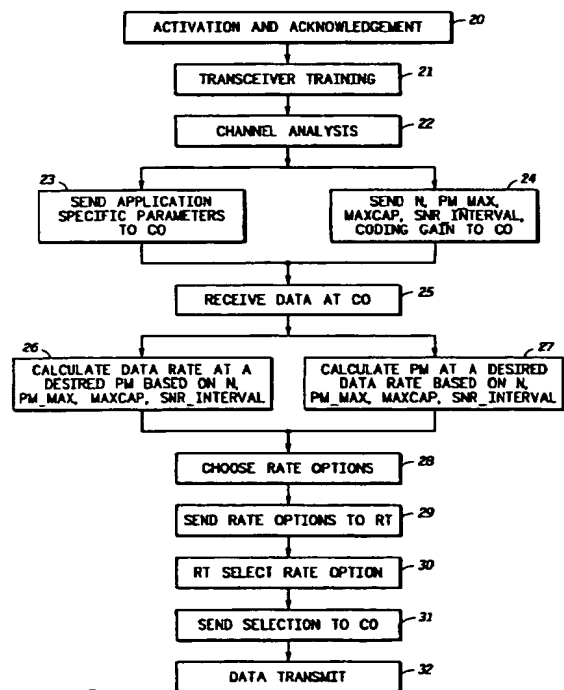 ACTIVATION AND ACKNOWLEDGEMENT
20
TRANSCEIVER TRAINING
21
CHANNEL ANALYSIS
22
23
SEND APPLICATION
SPECIFIC PARAMETERS
TO CO
24
SEND N, PM_MAX,
MAXCAP, SNR_INTERVAL,
CODING GAIN TO CO
RECEIVE DATA AT CO
25
26
CALCULATE DATA RATE AT A
DESIRED PM BASED ON N,
PM_MAX, MAXCAP, SNR_INTERVAL
27
CALCULATE PM AT A DESIRED
DATA RATE BASED ON N,
PM_MAX, MAXCAP, SNR_INTERVAL
CHOOSE RATE OPTIONS
28
SEND RATE OPTIONS TO RT
29
RT SELECT RATE OPTION
30
SEND SELECTION TO CO
31
DATA TRANSMIT
32